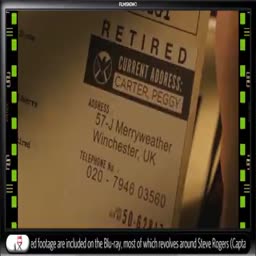 FILMISNOW
RETIRED
CURRENT ADDRESS:
CARTER, PEGGY
ADDRESS
57-J Merryweather
Winchester, UK
TELEPHONE No:
020 - 7946 03560
ed footage are included on the Blu-ray, most of which revolves around Steve Rogers (Capta